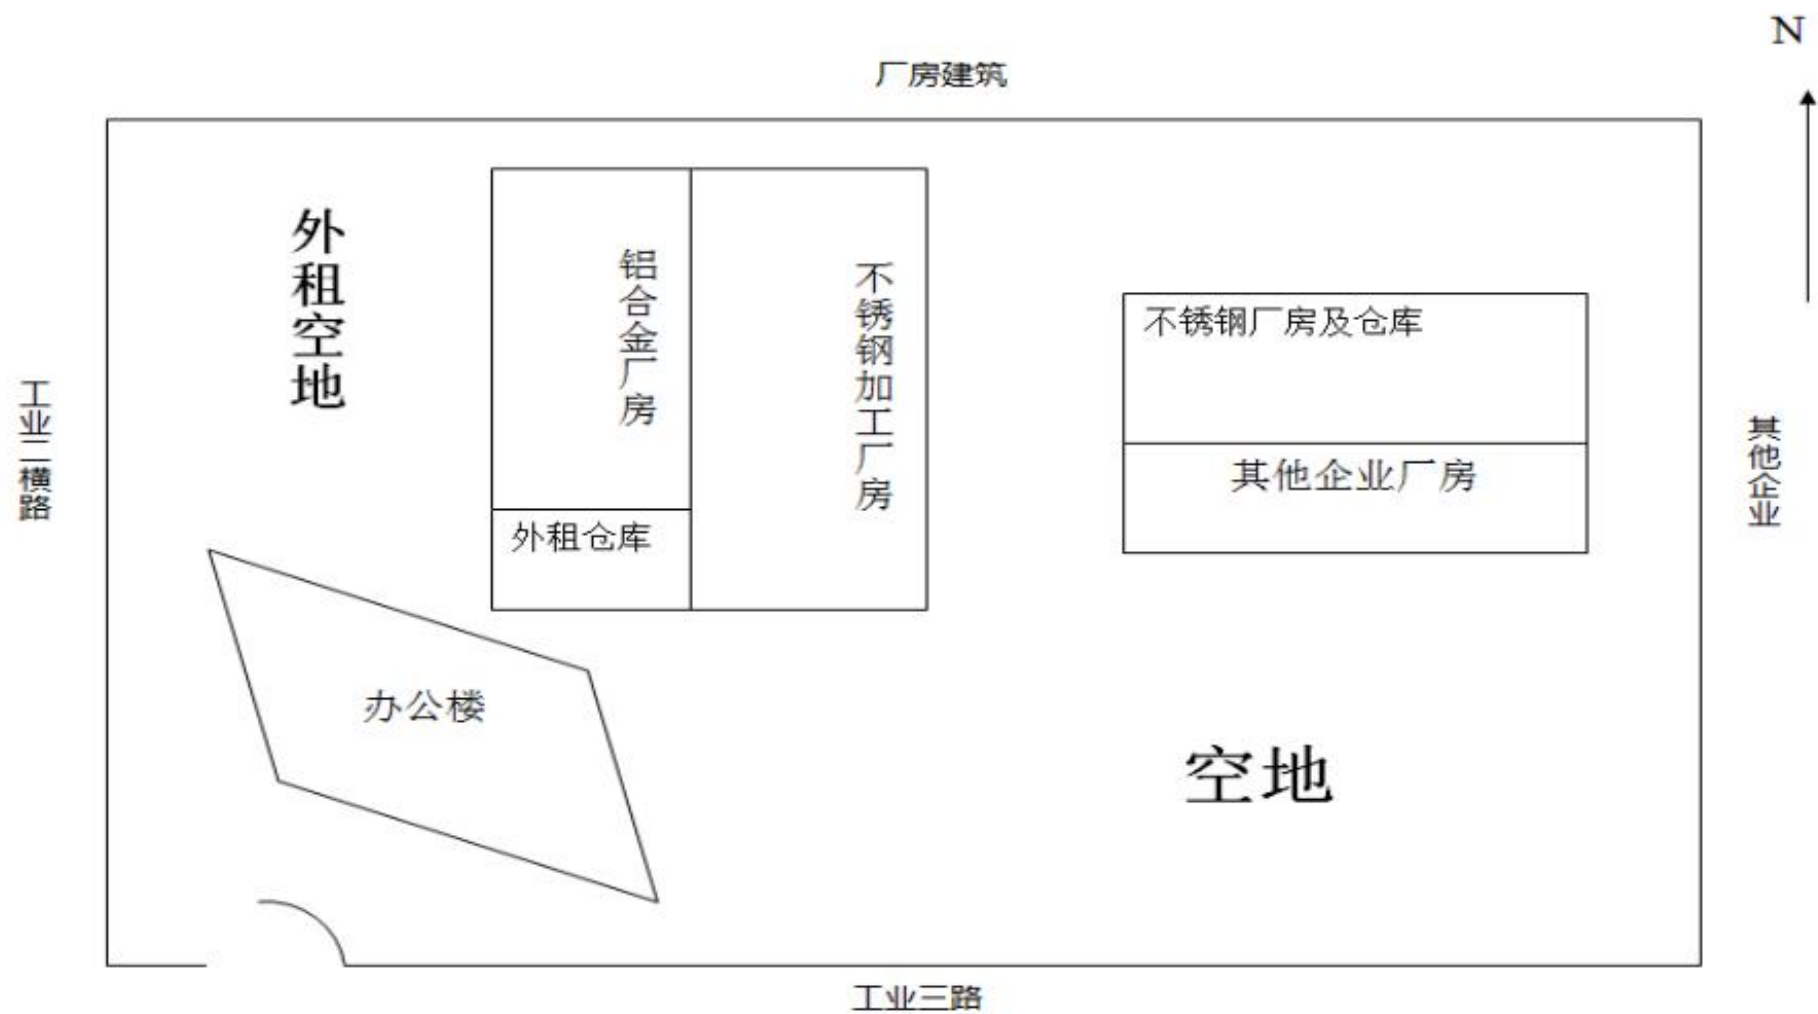 N
厂房建筑
外租空地
铝合金厂房
不锈钢加工厂房
不锈钢厂房及仓库
其他企业厂房
工业二横路
其他企业
外租仓库
办公楼
空地
工业三路